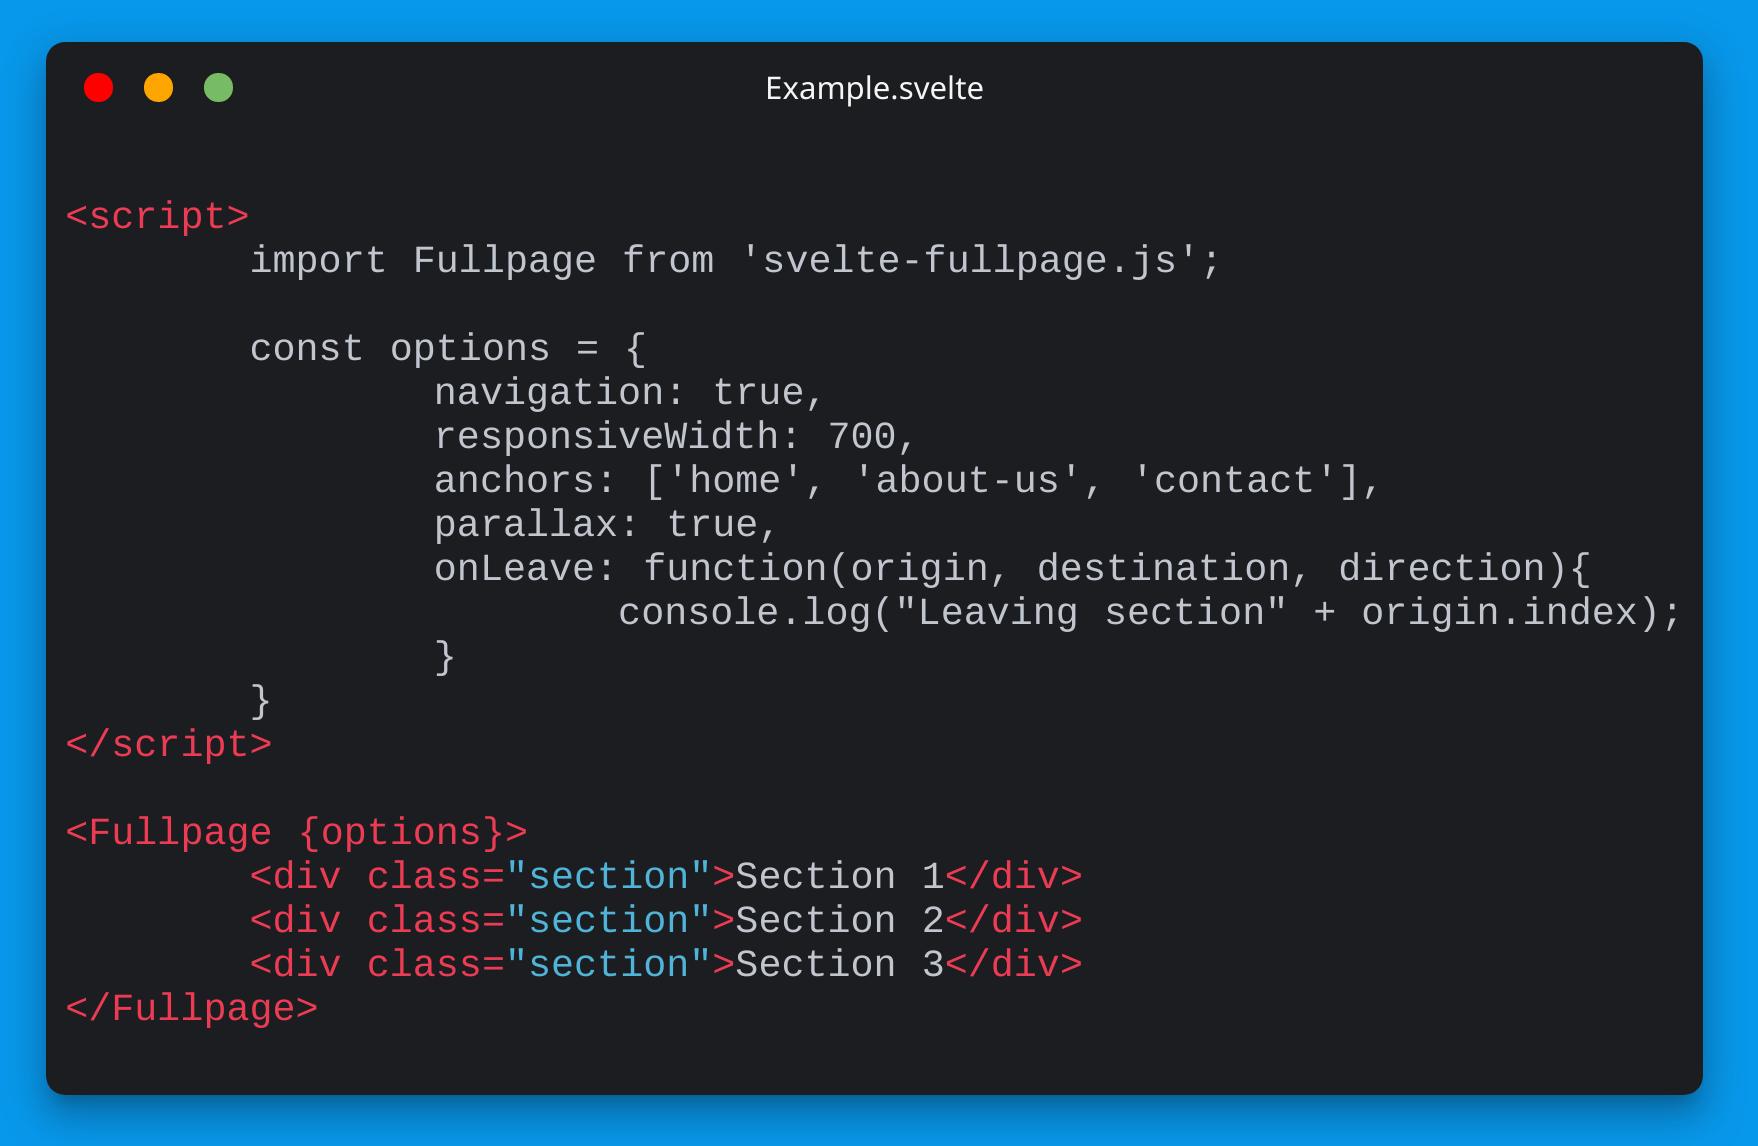 Example.svelte
<script>
import Fullpage from 'svelte-fullpage.js';
const options = {
navigation: true,
responsiveWidth: 700,
anchors: ['home', 'about-us', 'contact'],
parallax: true,
onLeave: function(origin, destination, direction){
console.log("Leaving section" + origin.index);
}
}
</script>
<Fullpage {options}>
<div class="section">Section 1</div>
<div class="section">Section 2</div>
<div class="section">Section 3</div>
</Fullpage>